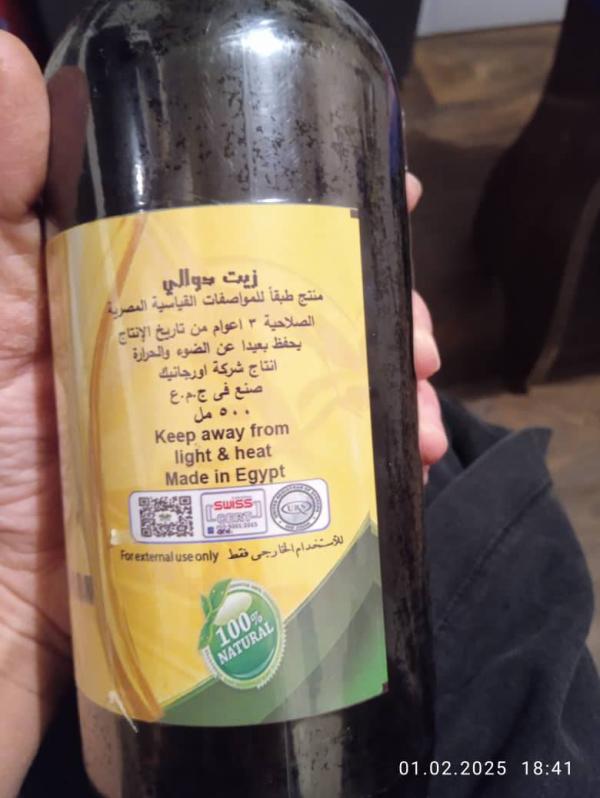 زيت دوالي
منتج طبقاً للمواصفات القياسية المصرية
الصلاحية ٣ اعوام من تاريخ الإنتاج
يحفظ بعيدا عن الضوء والحرارة
انتاج شركة اورجانيك
صنع فى ج.م.ع
٥٠٠ مل
Keep away from
light & heat
Made in Egypt
SWISS
CERT
URS
For external use only للاستخدام الخارجى فقط
100%
NATURAL
01.02.2025 18:41